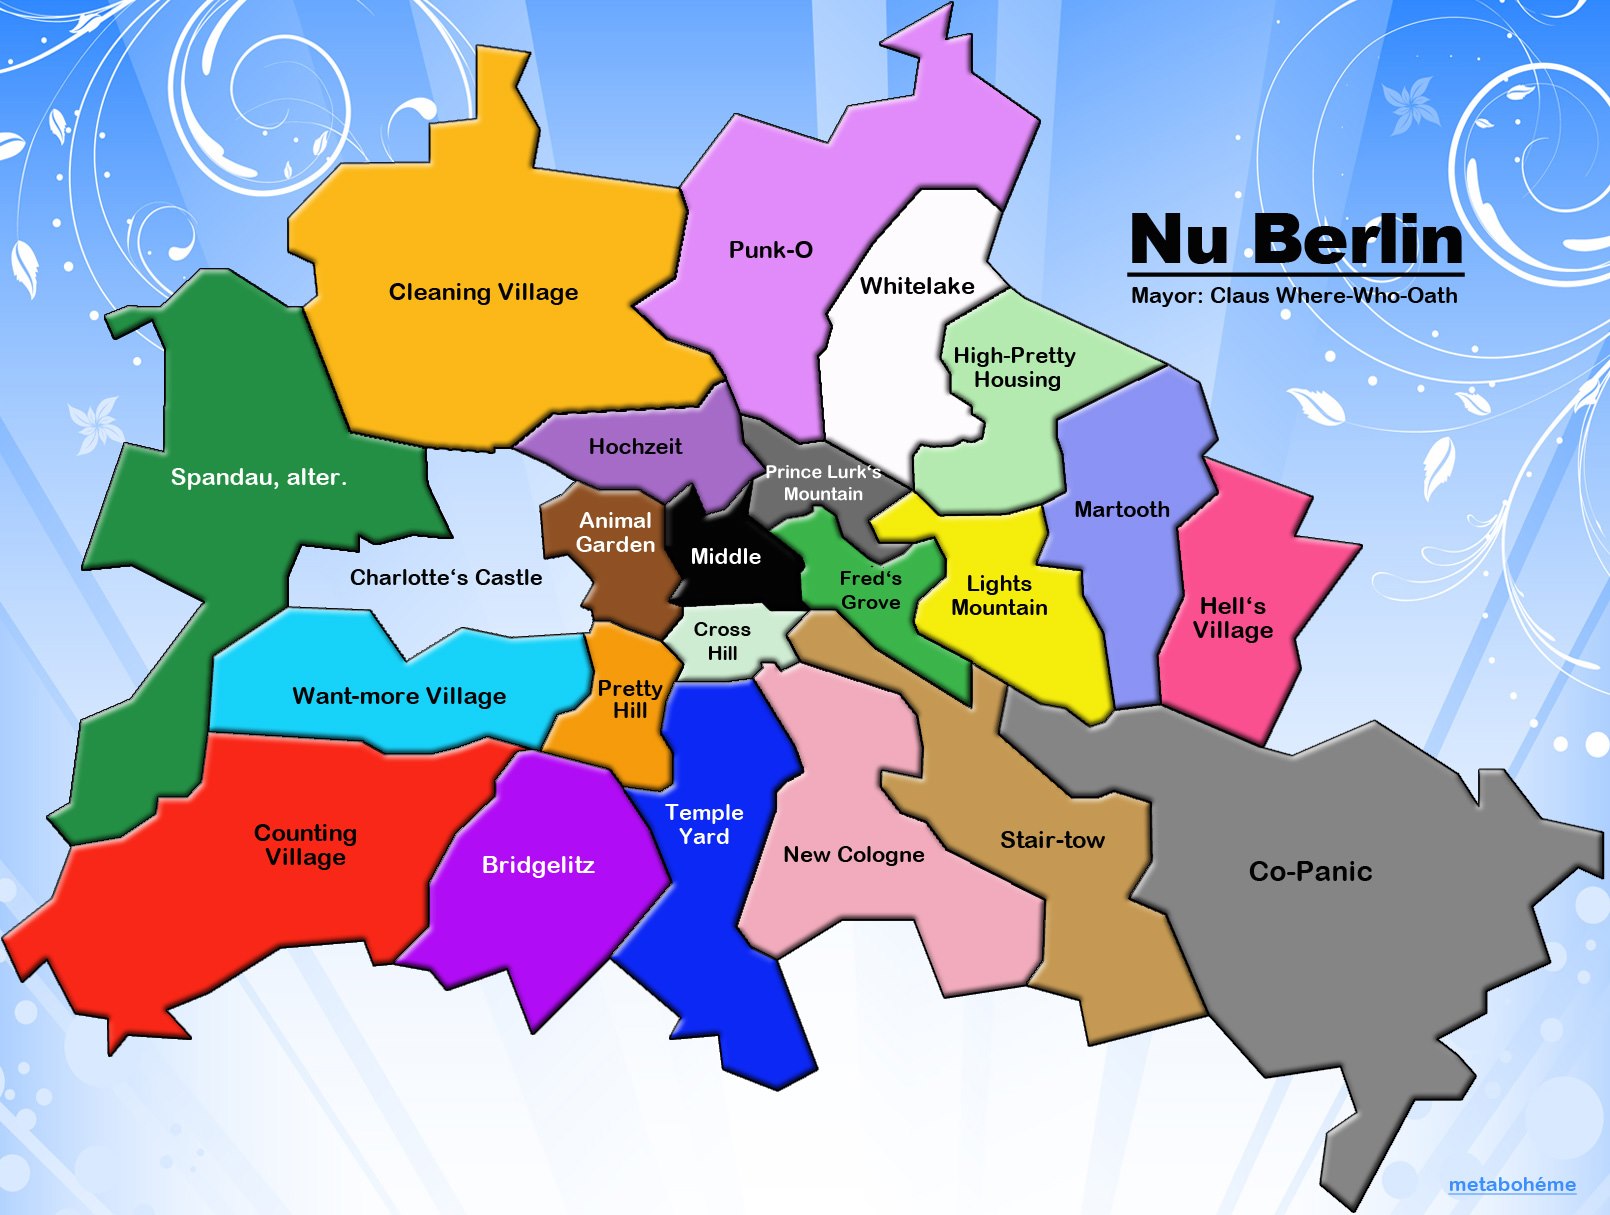 Nu Berlin
Mayor: Claus Where-Who-Oath
Punk-O
Cleaning Village
Whitelake
High-Pretty
Housing
Hochzeit
Spandau, alter.
Prince Lurk‘s
Mountain
Martooth
Animal
Garden
Middle
Charlotte‘s Castle
Fred‘s
Grove
Lights
Mountain
Hell‘s
Village
Cross
Hill
Want-more Village
Pretty
Hill
Temple
Yard
Counting
Village
Bridgelitz
New Cologne
Stair-tow
Co-Panic
metabohéme